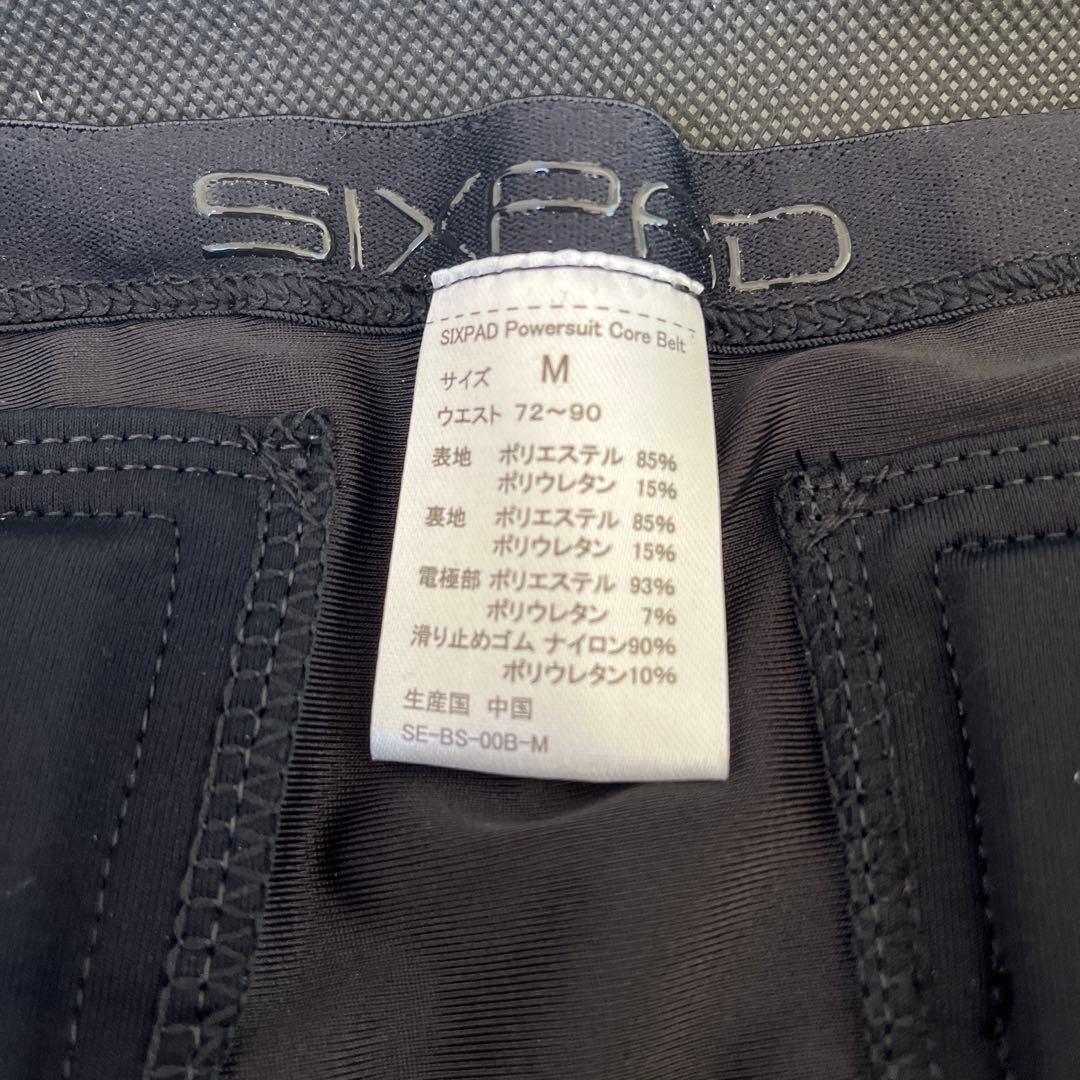 SIXPAD
SIXPAD Powersuit Core Belt
サイズ M
ウエスト 72～90
表地 ポリエステル 85%
ポリウレタン 15%
裏地 ポリエステル 85%
ポリウレタン 15%
電極部 ポリエステル 93%
ポリウレタン 7%
滑り止めゴム ナイロン90%
ポリウレタン10%
生産国 中国
SE-BS-00B-M